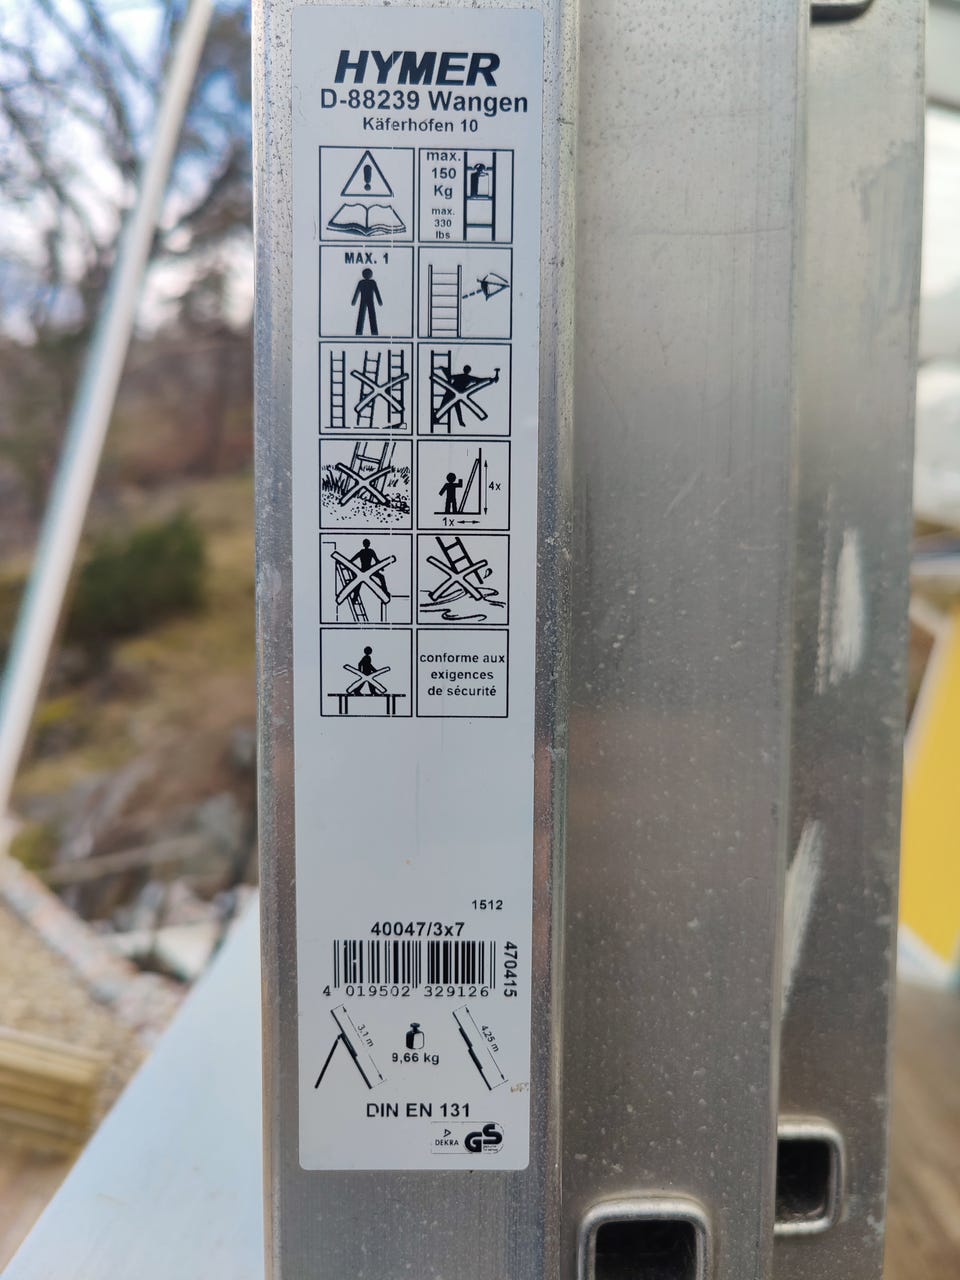 HYMER
D-88239 Wangen
Käferhofen 10
max.
150
Kg
max.
330
lbs
MAX. 1
4x
1x
conforme aux
exigences
de sécurité
1512
40047/3x7
470415
4 019502 329126
3,1 m
9,66 kg
4,25 m
DIN EN 131
DEKRA
GS